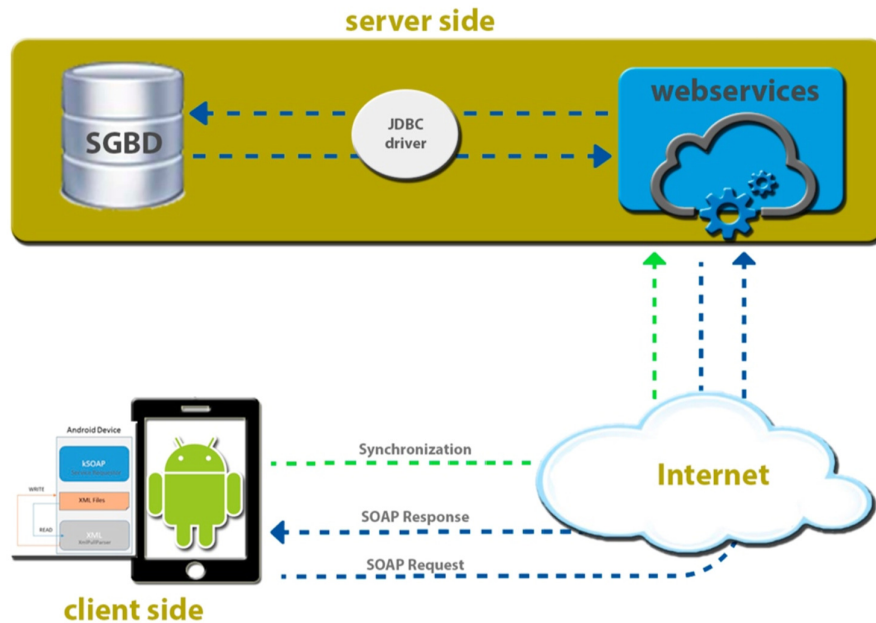 server side
SGBD
JDBC
driver
webservices
Android Device
kSOAP
WRITE
XML Files
READ
XML
XmlPullParser
Synchronization
Internet
SOAP Response
SOAP Request
client side